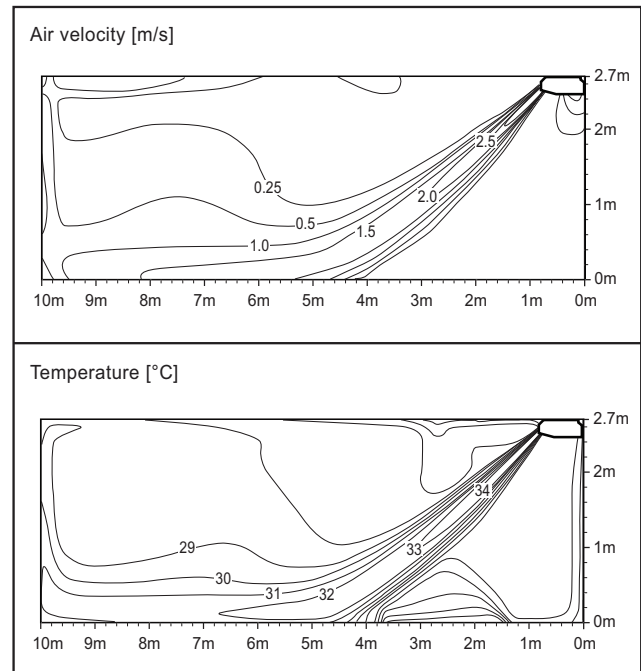 Air velocity [m/s]
2.7m
2m
1m
0m
2.5
2.0
0.25
0.5
1.5
1.0
10m 9m 8m 7m 6m 5m 4m 3m 2m 1m 0m
Temperature [°C]
2.7m
2m
1m
0m
34
33
29
30
31
32
10m 9m 8m 7m 6m 5m 4m 3m 2m 1m 0m